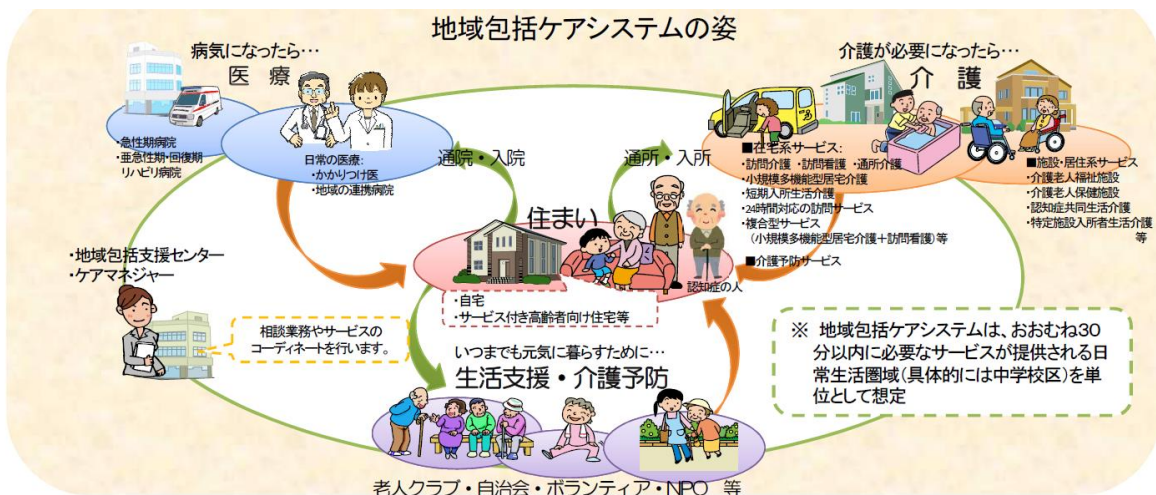 地域包括ケアシステムの姿
病気になったら…
医 療
・急性期病院
・亜急性期・回復期
リハビリ病院
日常の医療:
・かかりつけ医
・地域の連携病院
通院・入院
通所・入所
介護が必要になったら…
介 護
■在宅系サービス:
・訪問介護 ・訪問看護 ・通所介護
・小規模多機能型居宅介護
・短期入所生活介護
・24時間対応の訪問サービス
・複合型サービス
(小規模多機能型居宅介護+訪問看護)等
■介護予防サービス
■施設・居住系サービス
・介護老人福祉施設
・介護老人保健施設
・認知症共同生活介護
・特定施設入所者生活介護
等
住まい
認知症の人
・自宅
・サービス付き高齢者向け住宅等
・地域包括支援センター
・ケアマネジャー
相談業務やサービスの
コーディネートを行います。
いつまでも元気に暮らすために…
生活支援・介護予防
老人クラブ・自治会・ボランティア・NPO 等
※ 地域包括ケアシステムは、おおむね30
分以内に必要なサービスが提供される日
常生活圏域(具体的には中学校区)を単
位として想定